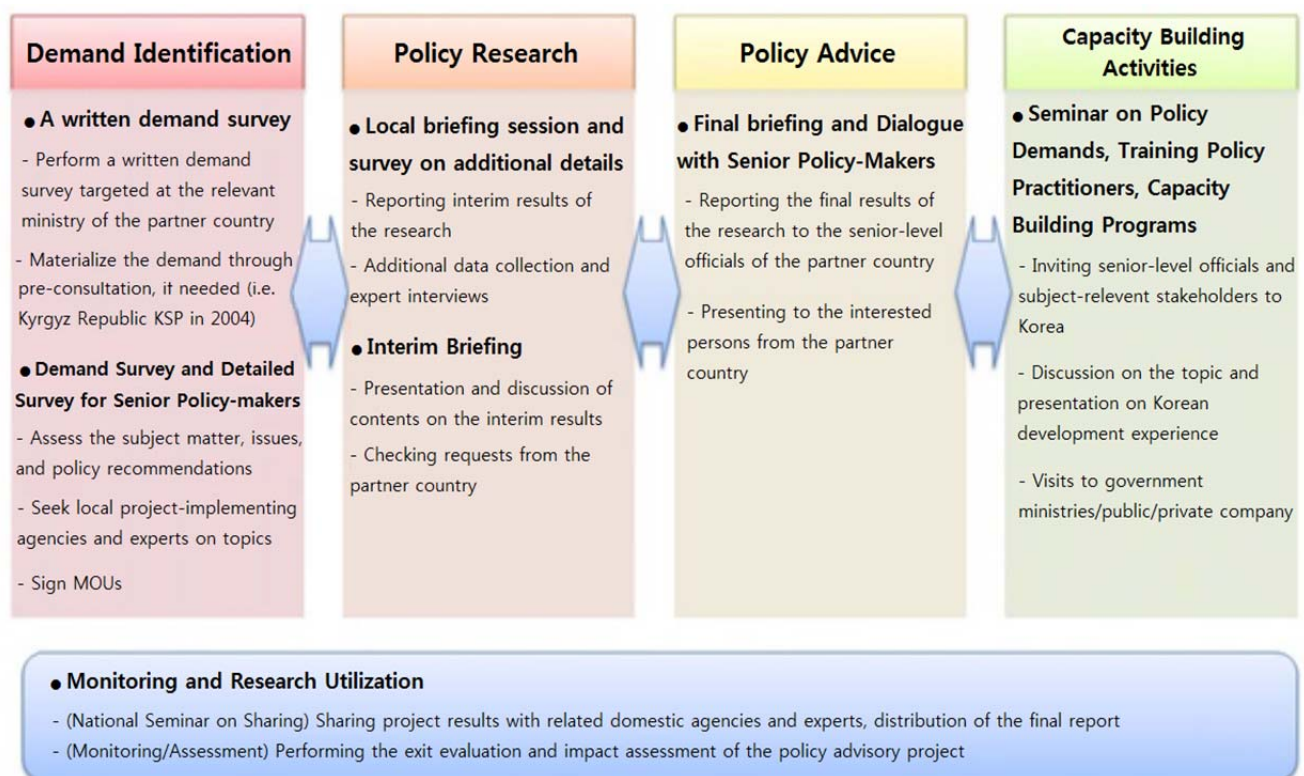 Demand Identification
● A written demand survey
- Perform a written demand
survey targeted at the relevant
ministry of the partner country
- Materialize the demand through
pre-consultation, if needed (i.e.
Kyrgyz Republic KSP in 2004)
● Demand Survey and Detailed
Survey for Senior Policy-makers
- Assess the subject matter, issues,
and policy recommendations
- Seek local project-implementing
agencies and experts on topics
- Sign MOUs
Policy Research
● Local briefing session and
survey on additional details
- Reporting interim results of
the research
- Additional data collection and
expert interviews
● Interim Briefing
- Presentation and discussion of
contents on the interim results
- Checking requests from the
partner country
Policy Advice
● Final briefing and Dialogue
with Senior Policy-Makers
- Reporting the final results of
the research to the senior-level
officials of the partner country
- Presenting to the interested
persons from the partner
country
Capacity Building
Activities
● Seminar on Policy
Demands, Training Policy
Practitioners, Capacity
Building Programs
- Inviting senior-level officials and
subject-relevent stakeholders to
Korea
- Discussion on the topic and
presentation on Korean
development experience
- Visits to government
ministries/public/private company
● Monitoring and Research Utilization
- (National Seminar on Sharing) Sharing project results with related domestic agencies and experts, distribution of the final report
- (Monitoring/Assessment) Performing the exit evaluation and impact assessment of the policy advisory project